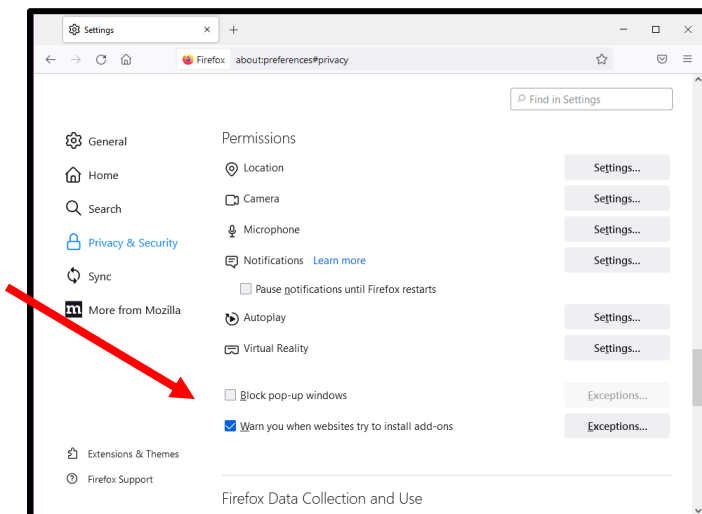 Settings
Firefox about:preferences#privacy
Find in Settings
General
Home
Search
Privacy & Security
Sync
m More from Mozilla
Extensions & Themes
Firefox Support
Permissions
Location Settings...
Camera Settings...
Microphone Settings...
Notifications Learn more Settings...
Pause notifications until Firefox restarts
Autoplay Settings...
Virtual Reality Settings...
Block pop-up windows Exceptions...
Warn you when websites try to install add-ons Exceptions...
Firefox Data Collection and Use